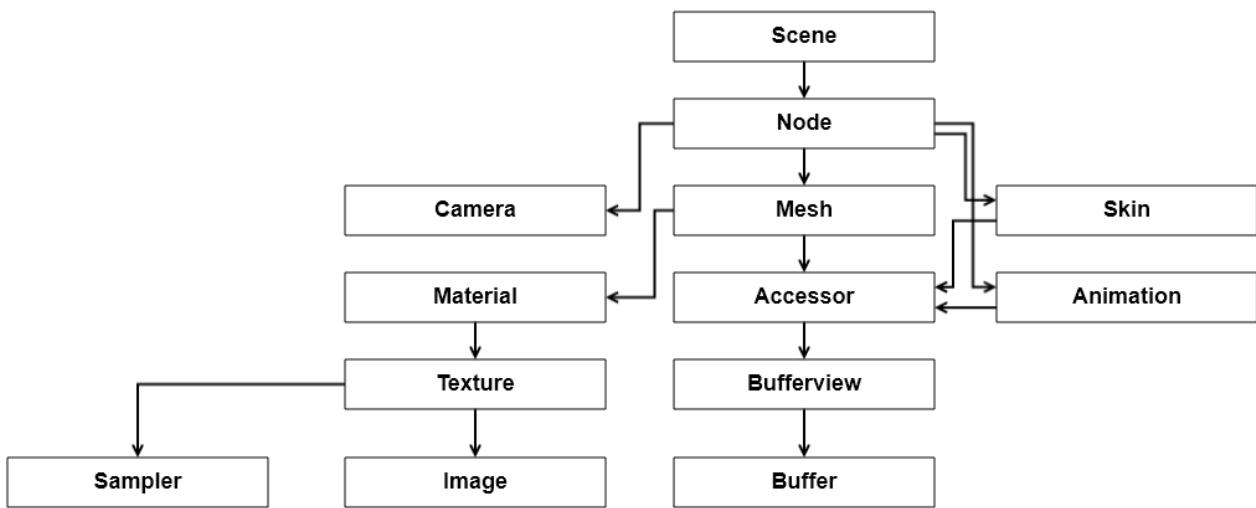 Scene
Node
Camera
Mesh
Skin
Material
Accessor
Animation
Texture
Bufferview
Sampler
Image
Buffer